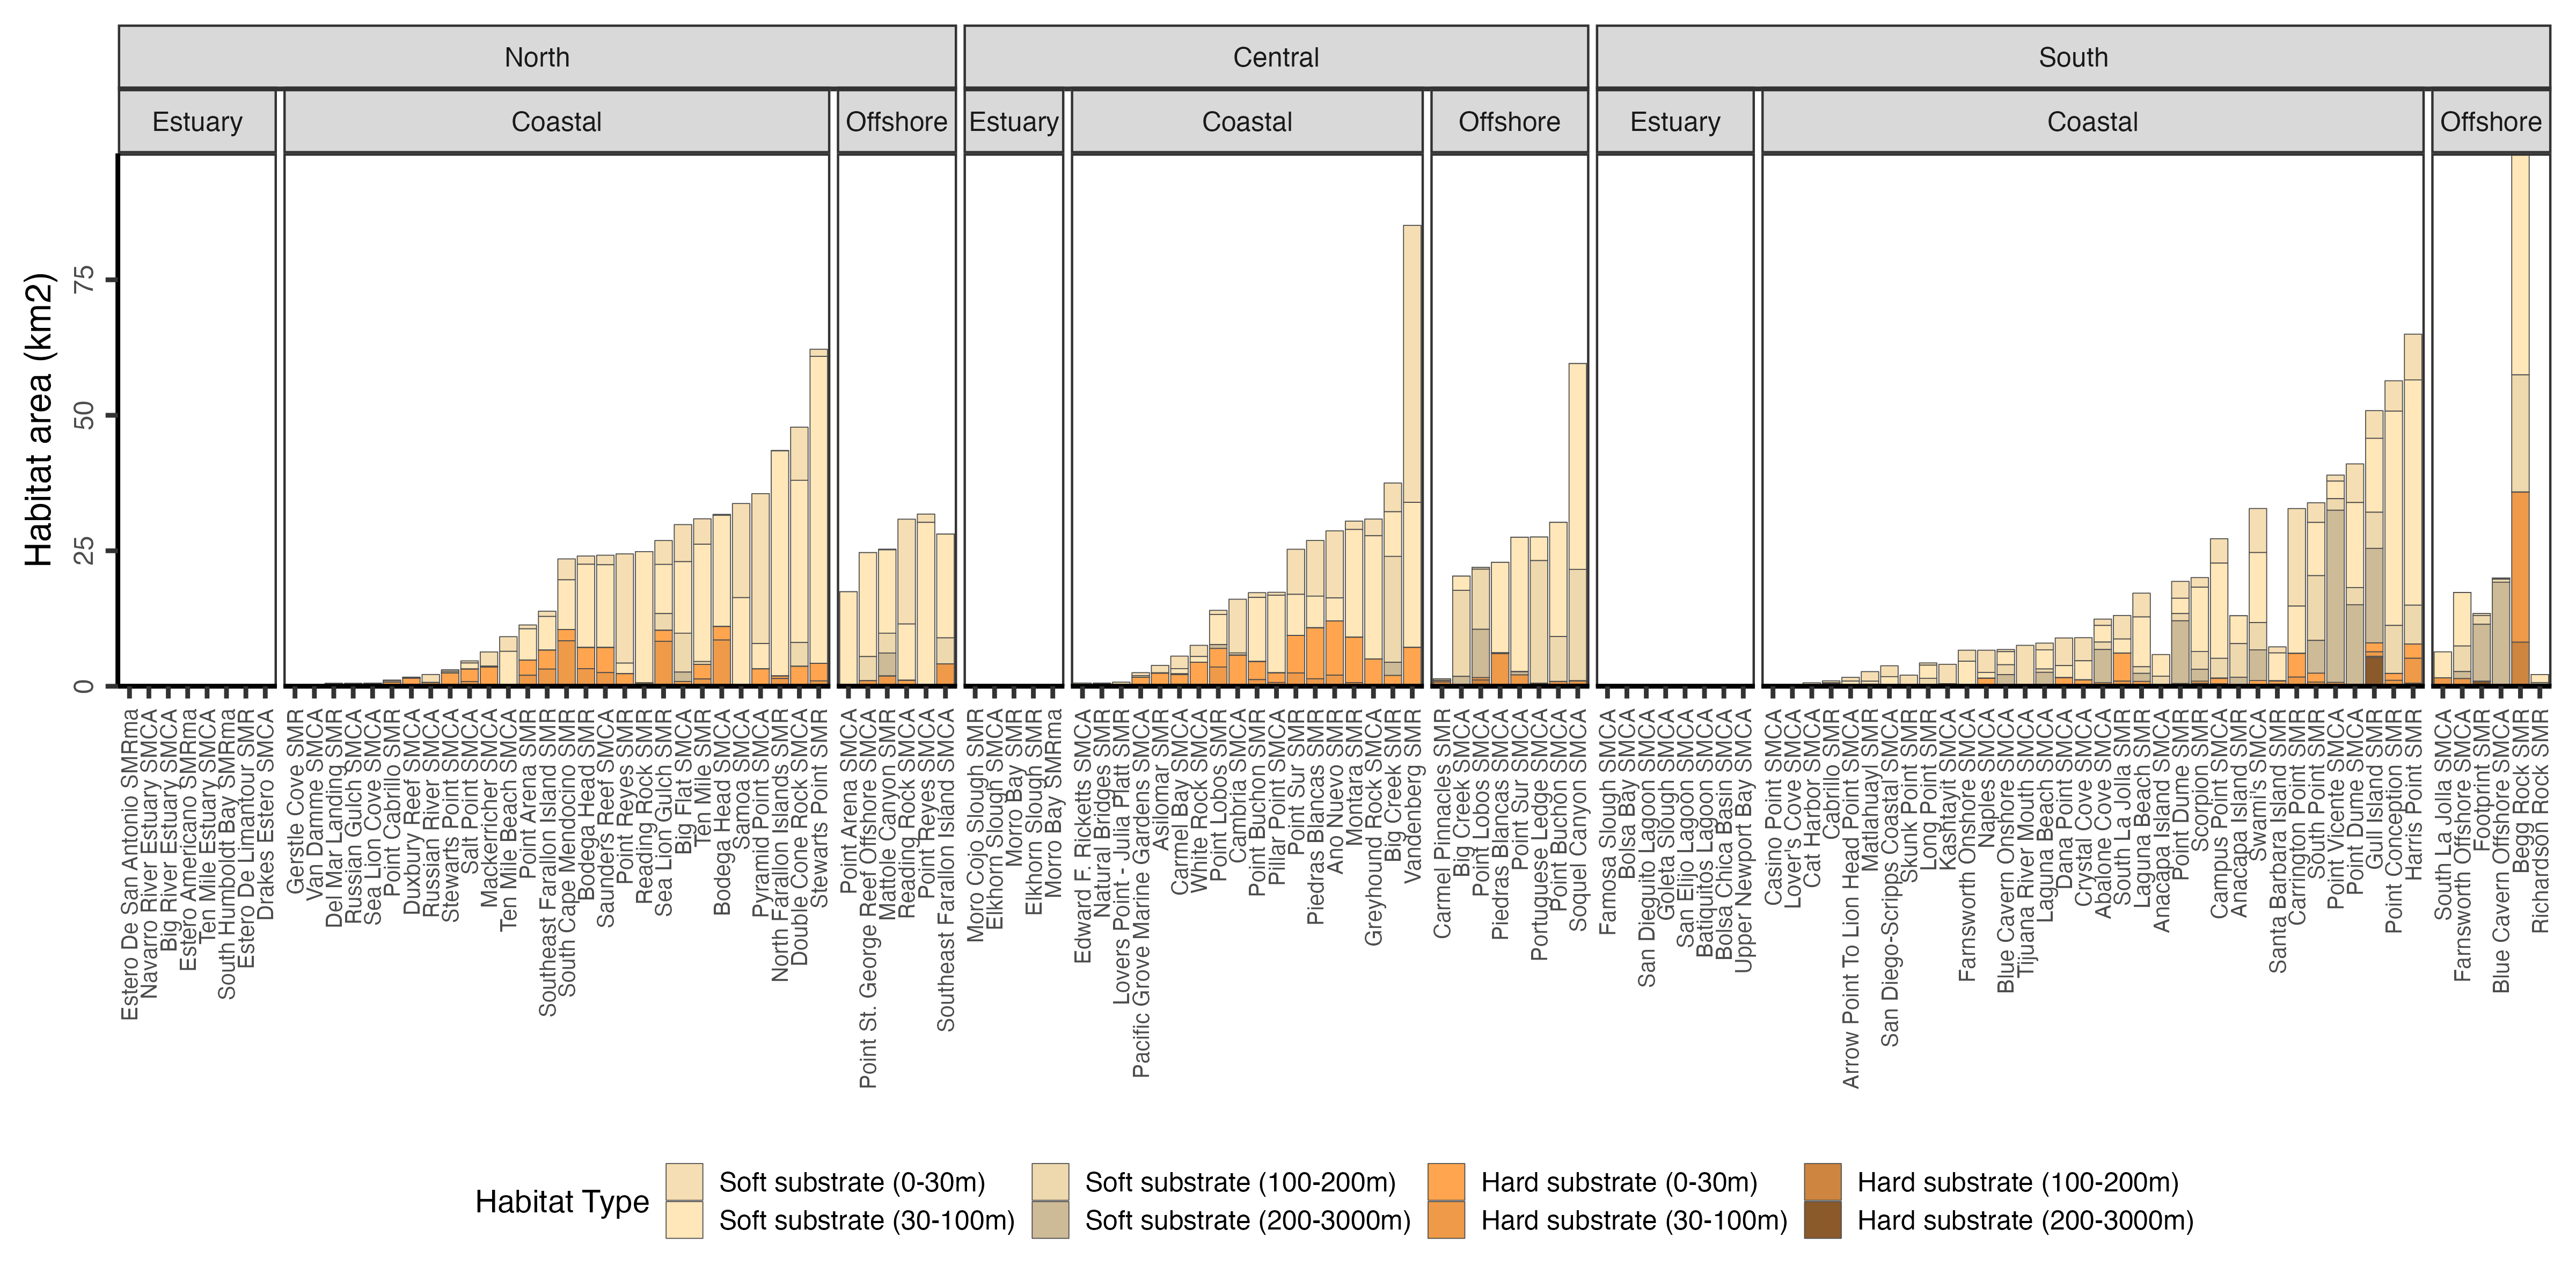 North Central South
Estuary Coastal Offshore Estuary Coastal Offshore Estuary Coastal Offshore
Habitat area (km2)
75
50
25
0
Estero De San Antonio SMRma
Navarro River Estuary SMCA
Big River Estuary SMCA
Estero Americano SMRma
Ten Mile Estuary SMCA
South Humboldt Bay SMRma
Estero De Limantour SMR
Drakes Estero SMCA
Gerstle Cove SMR
Van Damme SMCA
Del Mar Landing SMR
Russian Gulch SMCA
Sea Lion Cove SMCA
Point Cabrillo SMR
Duxbury Reef SMCA
Russian River SMCA
Stewarts Point SMCA
Salt Point SMCA
Mackerricher SMCA
Ten Mile Beach SMCA
Point Arena SMR
Southeast Farallon Island SMR
South Cape Mendocino SMR
Bodega Head SMR
Saunders Reef SMCA
Point Reyes SMR
Reading Rock SMR
Sea Lion Gulch SMR
Big Flat SMCA
Ten Mile SMR
Bodega Head SMCA
Samoa SMCA
Pyramid Point SMCA
North Farallon Islands SMR
Double Cone Rock SMCA
Stewarts Point SMR
Point Arena SMCA
Point St. George Reef Offshore SMCA
Mattole Canyon SMR
Reading Rock SMCA
Point Reyes SMCA
Southeast Farallon Island SMCA
Moro Cojo Slough SMR
Elkhorn Slough SMCA
Morro Bay SMR
Elkhorn Slough SMR
Morro Bay SMRma
Edward F. Ricketts SMCA
Natural Bridges SMR
Lovers Point - Julia Platt SMR
Pacific Grove Marine Gardens SMCA
Asilomar SMR
Carmel Bay SMCA
White Rock SMCA
Point Lobos SMR
Cambria SMCA
Point Buchon SMR
Pillar Point SMCA
Point Sur SMR
Piedras Blancas SMR
Ano Nuevo SMR
Montara SMR
Greyhound Rock SMCA
Big Creek SMR
Vandenberg SMR
Carmel Pinnacles SMR
Big Creek SMCA
Point Lobos SMCA
Piedras Blancas SMCA
Point Sur SMCA
Portuguese Ledge SMCA
Point Buchon SMCA
Soquel Canyon SMCA
Famosa Slough SMCA
Bolsa Bay SMCA
San Dieguito Lagoon SMCA
Goleta Slough SMCA
San Elijo Lagoon SMCA
Batiquitos Lagoon SMCA
Bolsa Chica Basin SMCA
Upper Newport Bay SMCA
Casino Point SMCA
Lover's Cove SMCA
Cat Harbor SMCA
Cabrillo SMR
Arrow Point To Lion Head Point SMCA
Matlahuayl SMR
San Diego-Scripps Coastal SMCA
Skunk Point SMR
Long Point SMR
Kashtayit SMCA
Farnsworth Onshore SMCA
Naples SMCA
Blue Cavern Onshore SMCA
Tijuana River Mouth SMCA
Laguna Beach SMCA
Dana Point SMCA
Crystal Cove SMCA
Abalone Cove SMCA
South La Jolla SMR
Laguna Beach SMR
Anacapa Island SMCA
Point Dume SMCA
Scorpion SMR
Campus Point SMCA
Anacapa Island SMR
Swami's SMCA
Santa Barbara Island SMR
Carrington Point SMR
South Point SMR
Point Vicente SMCA
Point Dume SMR
Gull Island SMR
Point Conception SMR
Harris Point SMR
South La Jolla SMCA
Farnsworth Offshore SMCA
Footprint SMR
Blue Cavern Offshore SMCA
Begg Rock SMR
Richardson Rock SMR
Habitat Type
Soft substrate (0-30m) Soft substrate (100-200m) Hard substrate (0-30m) Hard substrate (100-200m)
Soft substrate (30-100m) Soft substrate (200-3000m) Hard substrate (30-100m) Hard substrate (200-3000m)